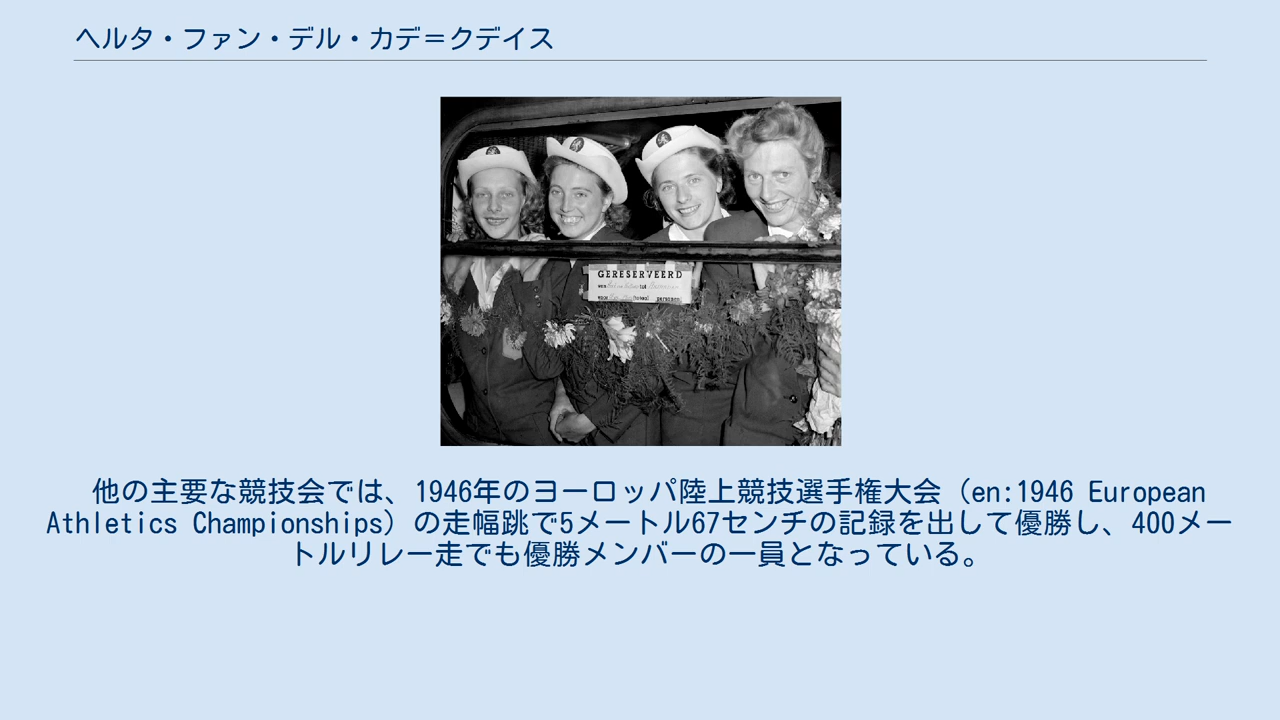 ヘルタ・ファン・デル・カデ＝クデイス
GERESERVEERD
tot
personen
他の主要な競技会では、1946年のヨーロッパ陸上競技選手権大会（en:1946 European
Athletics Championships）の走幅跳で5メートル67センチの記録を出して優勝し、400メー
トルリレー走でも優勝メンバーの一員となっている。